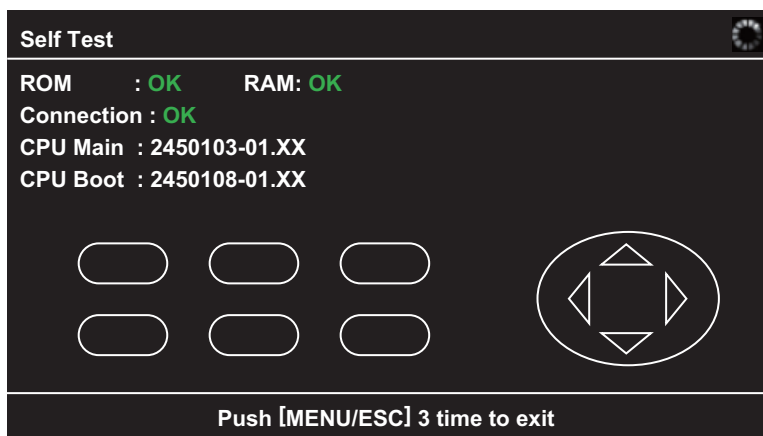 Self Test
ROM : OK RAM: OK
Connection : OK
CPU Main : 2450103-01.XX
CPU Boot : 2450108-01.XX
Push [MENU/ESC] 3 time to exit